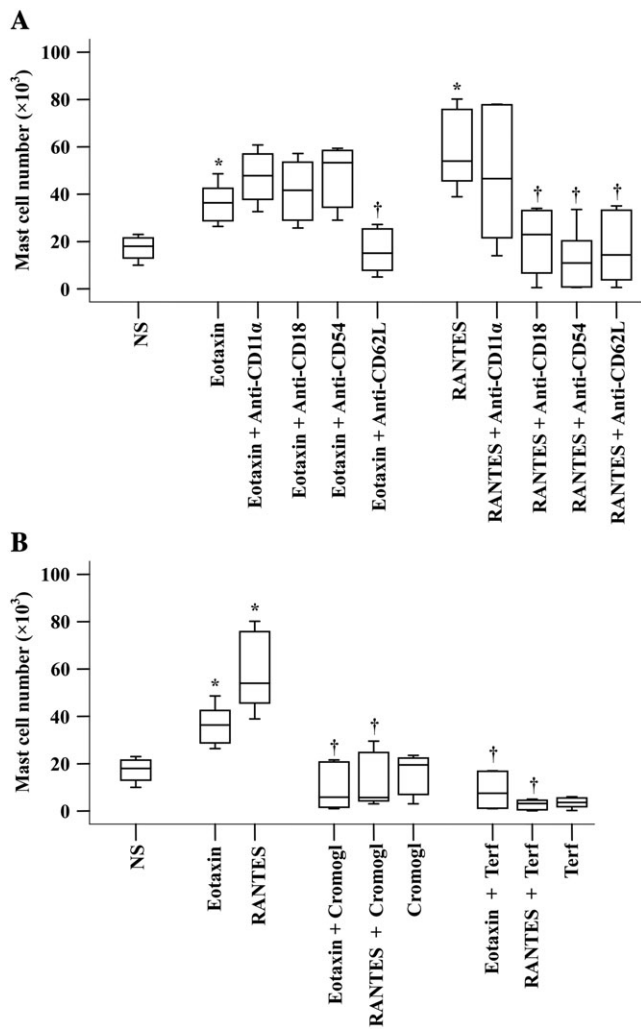 A
Mast cell number (×10³)
100
80
60
40
20
0
*
†
*
†
†
†
NS
Eotaxin
Eotaxin + Anti-CD11α
Eotaxin + Anti-CD18
Eotaxin + Anti-CD54
Eotaxin + Anti-CD62L
RANTES
RANTES + Anti-CD11α
RANTES + Anti-CD18
RANTES + Anti-CD54
RANTES + Anti-CD62L
B
Mast cell number (×10³)
100
80
60
40
20
0
*
*
†
†
†
†
NS
Eotaxin
RANTES
Eotaxin + Cromogl
RANTES + Cromogl
Cromogl
Eotaxin + Terf
RANTES + Terf
Terf